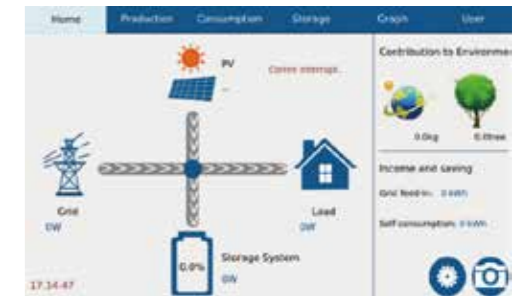 Home Production Consumption Storage Graph User
PV
Comm interrupt.
--
Contribution to Environme
0.0kg 0.0tree
Grid
0W
Load
0W
Income and saving
Grid feed-in: 0 kWh
Self consumption: 0 kWh
0.0%
Storage System
0W
17:14:47